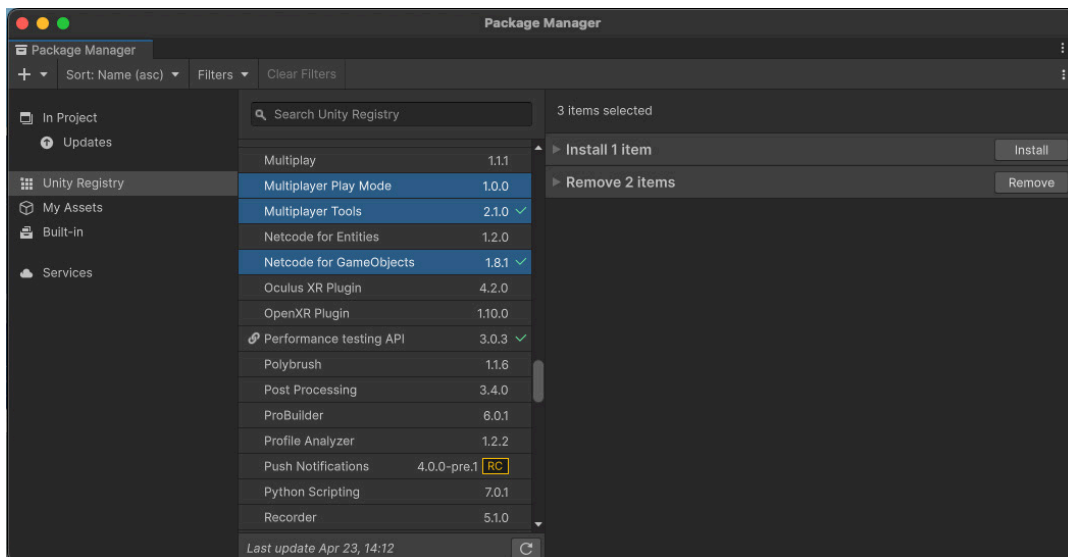 Package Manager
Package Manager
+ Sort: Name (asc) Filters Clear Filters
In Project
Updates
Unity Registry
My Assets
Built-in
Services
Search Unity Registry
Multiplay 1.1.1
Multiplayer Play Mode 1.0.0
Multiplayer Tools 2.1.0
Netcode for Entities 1.2.0
Netcode for GameObjects 1.8.1
Oculus XR Plugin 4.2.0
OpenXR Plugin 1.10.0
Performance testing API 3.0.3
Polybrush 1.1.6
Post Processing 3.4.0
ProBuilder 6.0.1
Profile Analyzer 1.2.2
Push Notifications 4.0.0-pre.1 RC
Python Scripting 7.0.1
Recorder 5.1.0
Last update Apr 23, 14:12
3 items selected
Install 1 item Install
Remove 2 items Remove